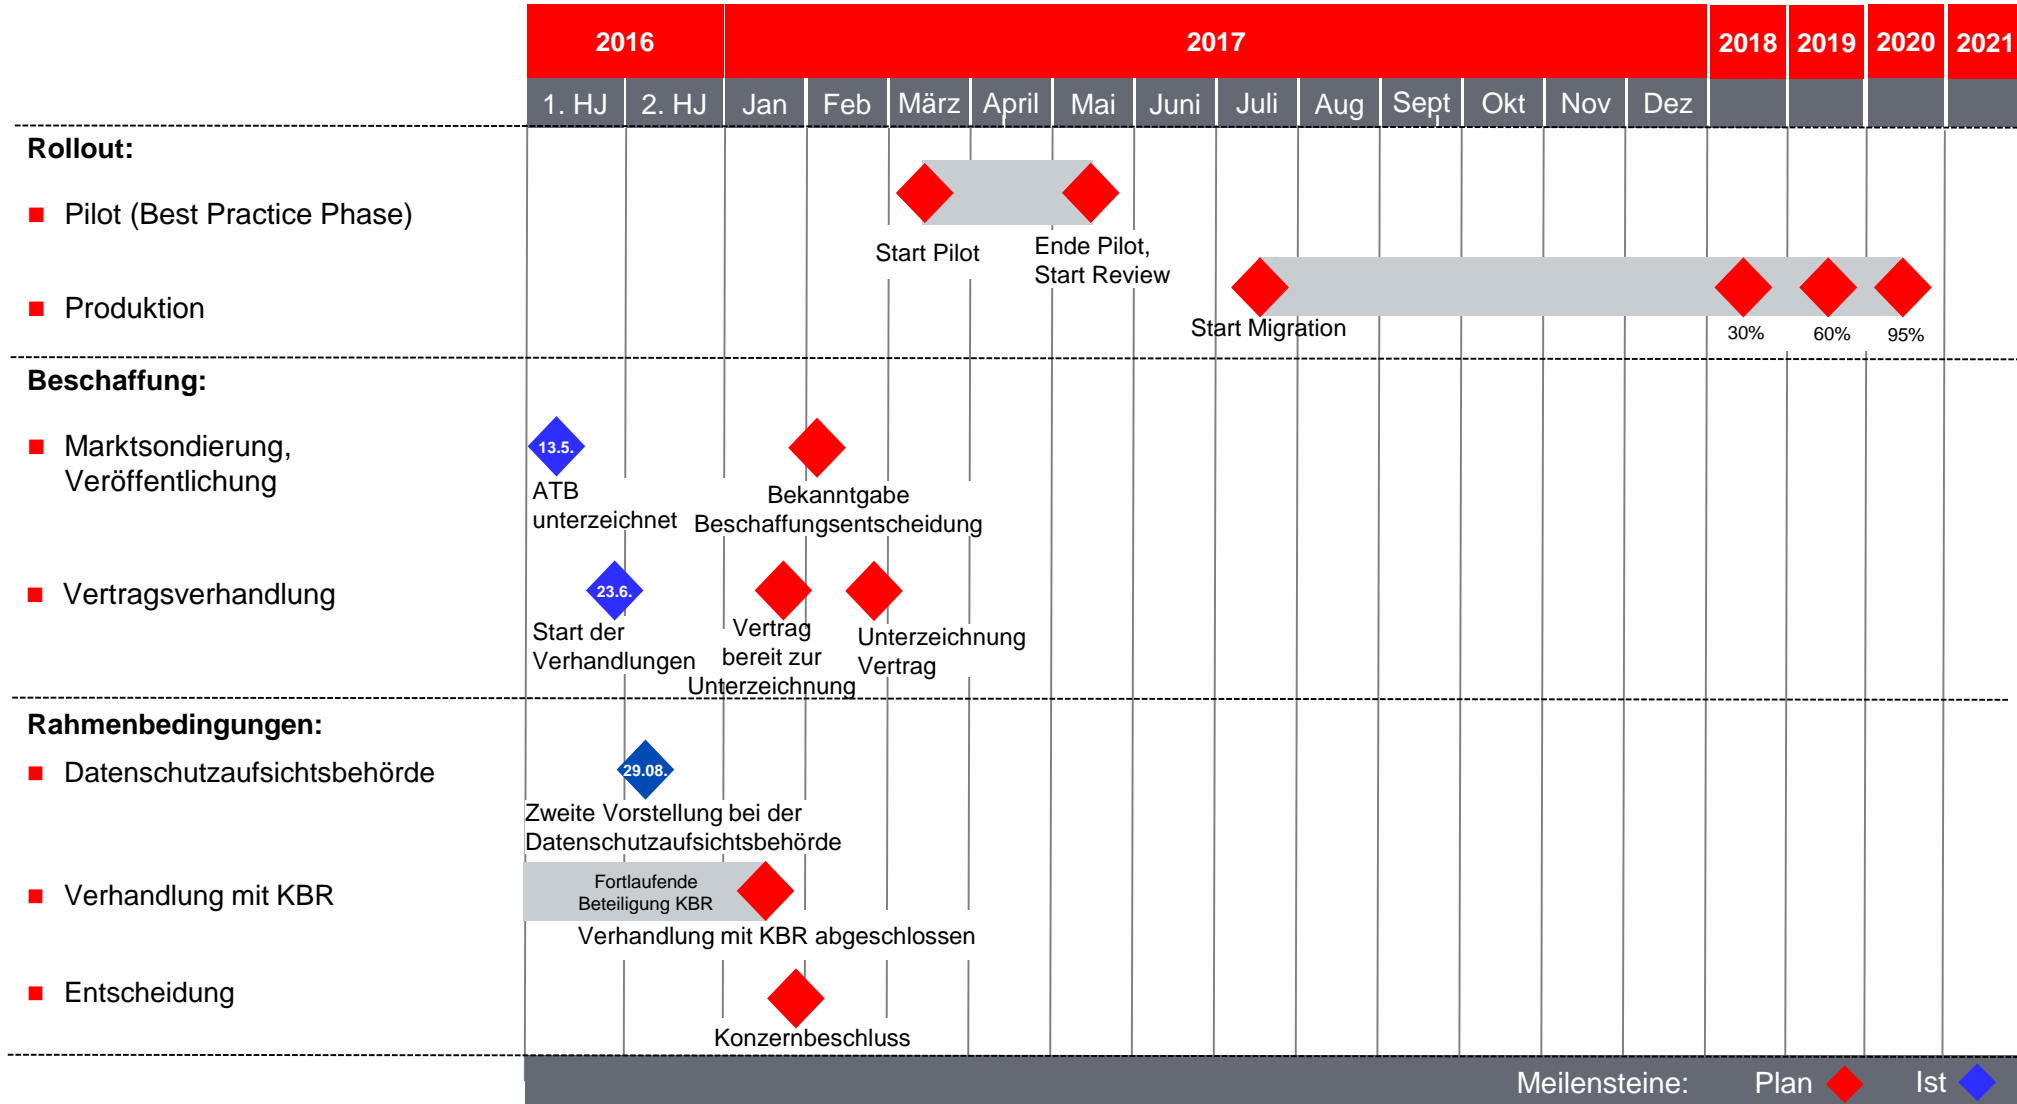 2016 2017 2018 2019 2020 2021
1. HJ 2. HJ Jan Feb März April Mai Juni Juli Aug Sept Okt Nov Dez
Rollout:
Pilot (Best Practice Phase)
Start Pilot
Ende Pilot,
Start Review
Produktion
Start Migration
30% 60% 95%
Beschaffung:
Marktsondierung,
Veröffentlichung
13.5.
ATB
unterzeichnet
Bekanntgabe
Beschaffungsentscheidung
Vertragsverhandlung
23.6.
Start der
Verhandlungen
Vertrag
bereit zur
Unterzeichnung
Unterzeichnung
Vertrag
Rahmenbedingungen:
Datenschutzaufsichtsbehörde
29.08.
Zweite Vorstellung bei der
Datenschutzaufsichtsbehörde
Verhandlung mit KBR
Fortlaufende
Beteiligung KBR
Verhandlung mit KBR abgeschlossen
Entscheidung
Konzernbeschluss
Meilensteine: Plan Ist